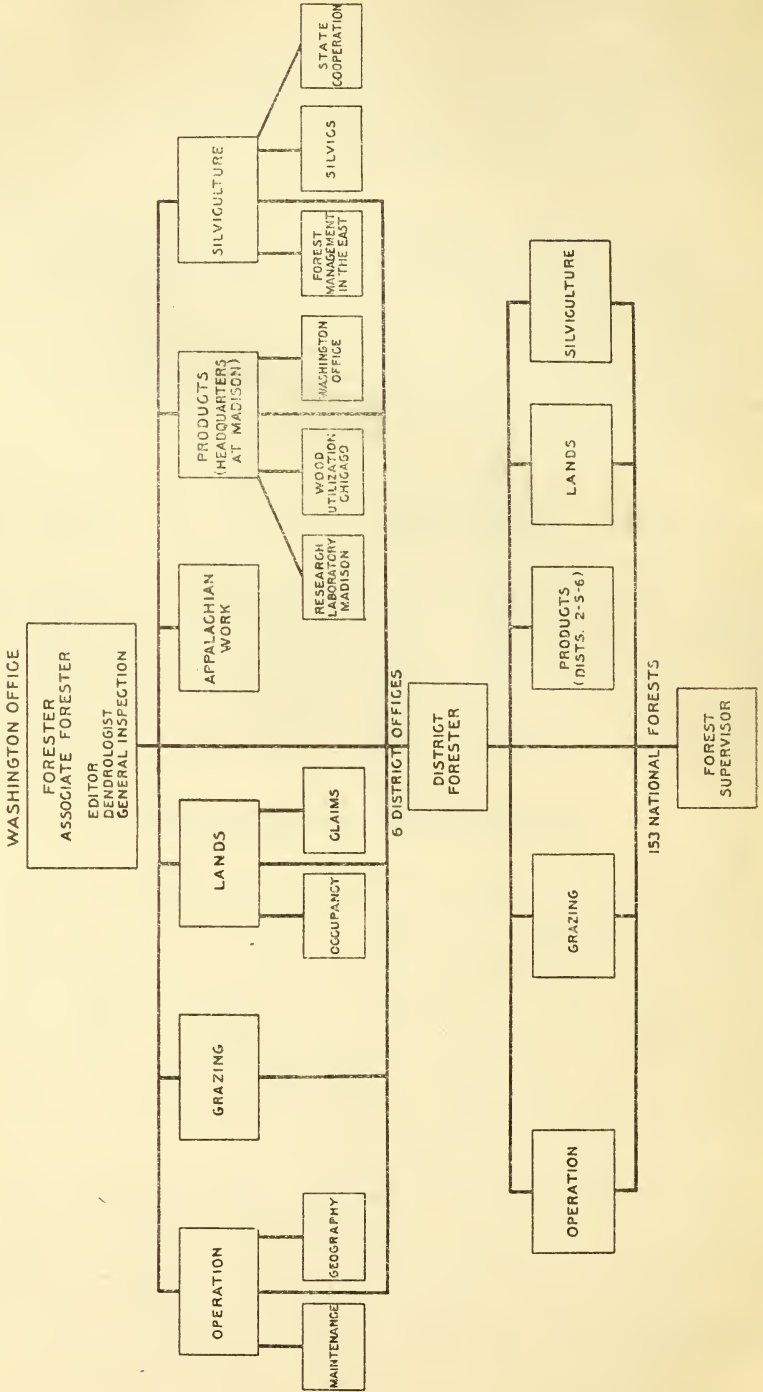 WASHINGTON OFFICE
FORESTER
ASSOCIATE FORESTER
EDITOR
DENDROLOGIST
GENERAL INSPECTION
OPERATION
GRAZING
LANDS
APPALACHIAN
WORK
PRODUCTS
(HEADQUARTERS
AT MADISON)
SILVICULTURE
MAINTENANCE
GEOGRAPHY
OCCUPANCY
CLAIMS
RESEARCH
LABORATORY
MADISON
WOOD
UTILIZATION
CHICAGO
WASHINGTON
OFFICE
FOREST
MANAGEMENT
IN THE EAST
SILVICS
STATE
COOPERATION
6 DISTRICT OFFICES
DISTRICT
FORESTER
OPERATION
GRAZING
PRODUCTS
(DISTS. 2-5-6)
LANDS
SILVICULTURE
153 NATIONAL FORESTS
FOREST
SUPERVISOR